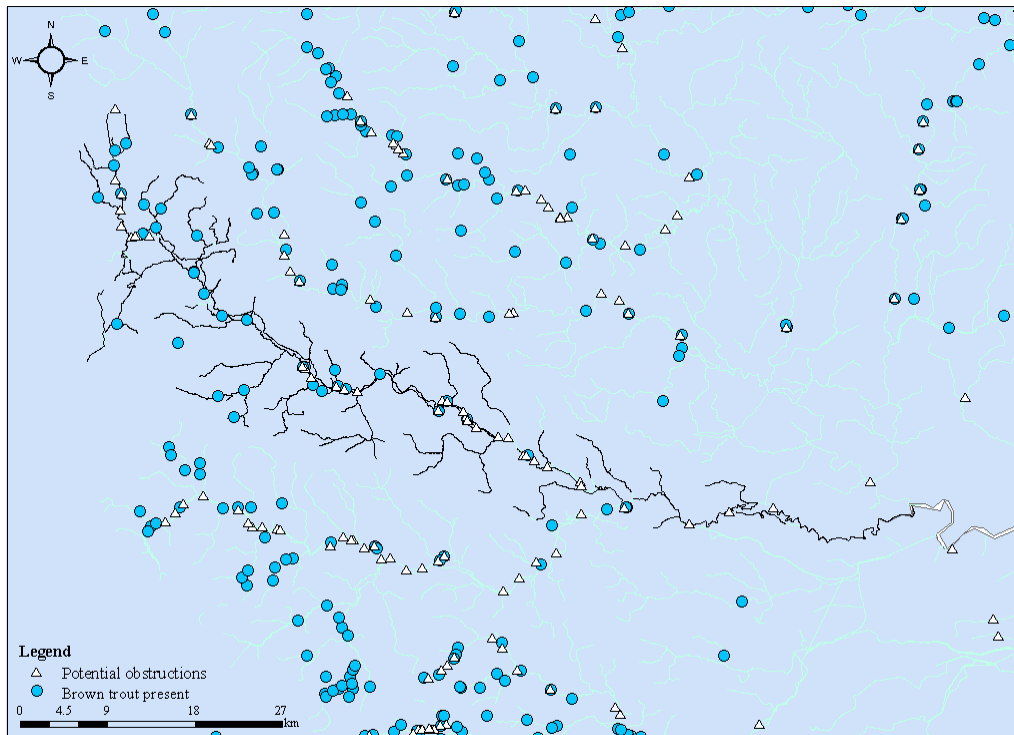 N
W E
S
Legend
Potential obstructions
Brown trout present
0 4.5 9 18 27
km